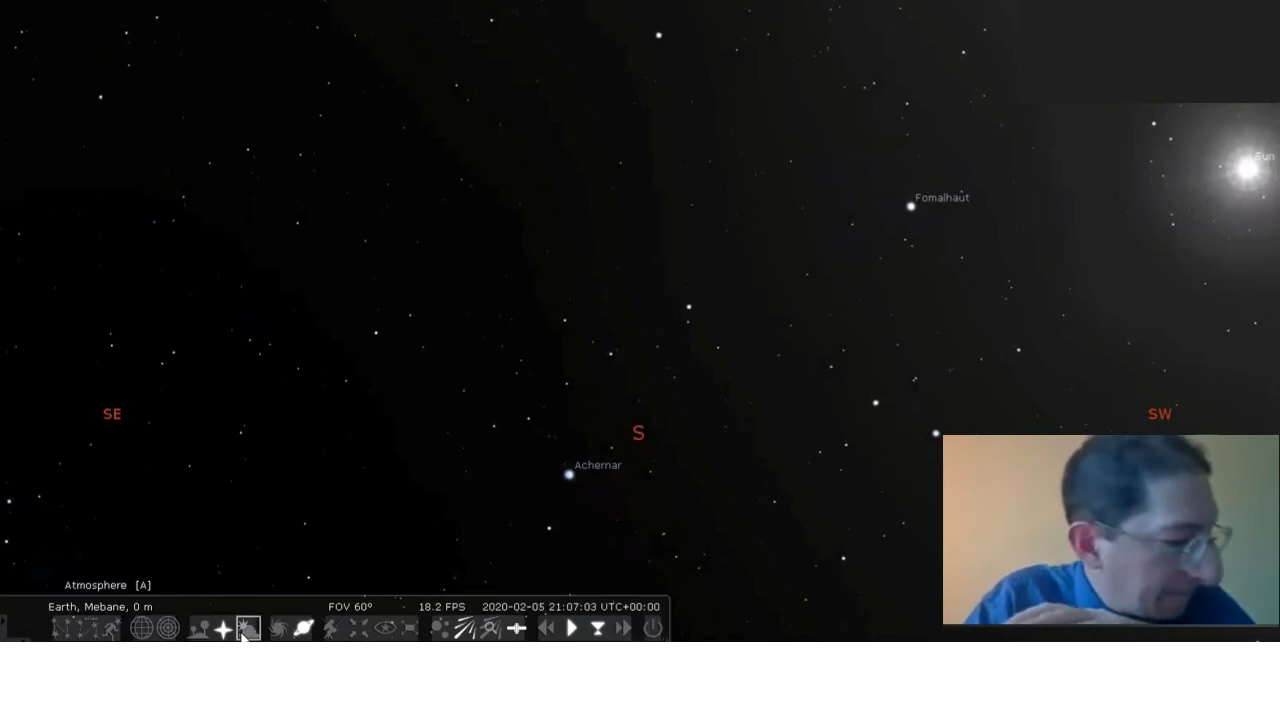 Sun
Fomalhaut
SE
S
SW
Achernar
Atmosphere [A]
Earth, Mebane, 0 m FOV 60° 18.2 FPS 2020-02-05 21:07:03 UTC+00:00